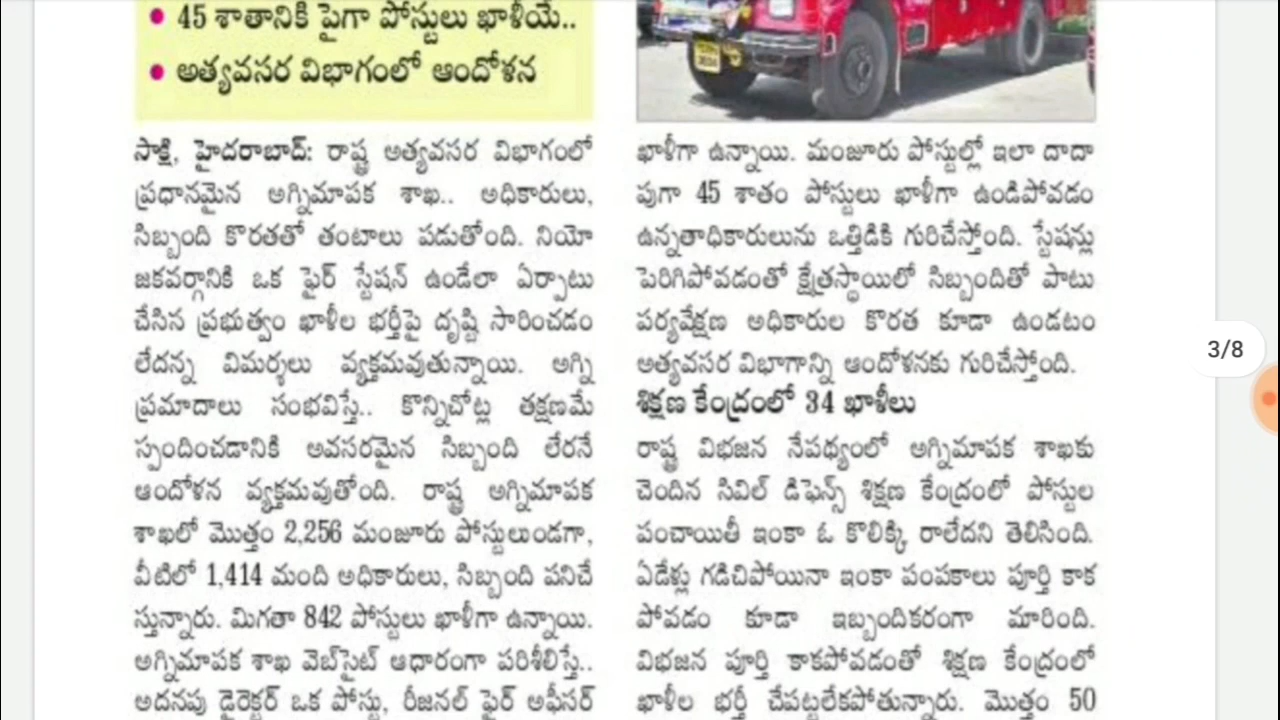 • 45 శాతానికి పైగా పోస్టులు ఖాళీయే..
• అత్యవసర విభాగంలో ఆందోళన
సాక్షి, హైదరాబాద్: రాష్ట్ర అత్యవసర విభాగంలో
ప్రధానమైన అగ్నిమాపక శాఖ.. అధికారులు,
సిబ్బంది కొరతతో తంటాలు పడుతోంది. నియో
జకవర్గానికి ఒక ఫైర్ స్టేషన్ ఉండేలా ఏర్పాటు
చేసిన ప్రభుత్వం ఖాళీల భర్తీపై దృష్టి సారించడం
లేదన్న విమర్శలు వ్యక్తమవుతున్నాయి. అగ్ని
ప్రమాదాలు సంభవిస్తే.. కొన్నిచోట్ల తక్షణమే
స్పందించడానికి అవసరమైన సిబ్బంది లేరనే
ఆందోళన వ్యక్తమవుతోంది. రాష్ట్ర అగ్నిమాపక
శాఖలో మొత్తం 2,256 మంజూరు పోస్టులుండగా,
వీటిలో 1,414 మంది అధికారులు, సిబ్బంది పనిచే
స్తున్నారు. మిగతా 842 పోస్టులు ఖాళీగా ఉన్నాయి.
అగ్నిమాపక శాఖ వెబ్‌సైట్ ఆధారంగా పరిశీలిస్తే..
అదనపు డైరెక్టర్ ఒక పోస్టు, రీజనల్ ఫైర్ ఆఫీసర్
ఖాళీగా ఉన్నాయి. మంజూరు పోస్టుల్లో ఇలా దాదా
పుగా 45 శాతం పోస్టులు ఖాళీగా ఉండిపోవడం
ఉన్నతాధికారులును ఒత్తిడికి గురిచేస్తోంది. స్టేషన్లు
పెరిగిపోవడంతో క్షేత్రస్థాయిలో సిబ్బందితో పాటు
పర్యవేక్షణ అధికారుల కొరత కూడా ఉండటం
అత్యవసర విభాగాన్ని ఆందోళనకు గురిచేస్తోంది.
శిక్షణ కేంద్రంలో 34 ఖాళీలు
రాష్ట్ర విభజన నేపథ్యంలో అగ్నిమాపక శాఖకు
చెందిన సివిల్ డిఫెన్స్ శిక్షణ కేంద్రంలో పోస్టుల
పంచాయితీ ఇంకా ఓ కొలిక్కి రాలేదని తెలిసింది.
ఏడేళ్లు గడిచిపోయినా ఇంకా పంపకాలు పూర్తి కాక
పోవడం కూడా ఇబ్బందికరంగా మారింది.
విభజన పూర్తి కాకపోవడంతో శిక్షణ కేంద్రంలో
ఖాళీల భర్తీ చేపట్టలేకపోతున్నారు. మొత్తం 50
3/8